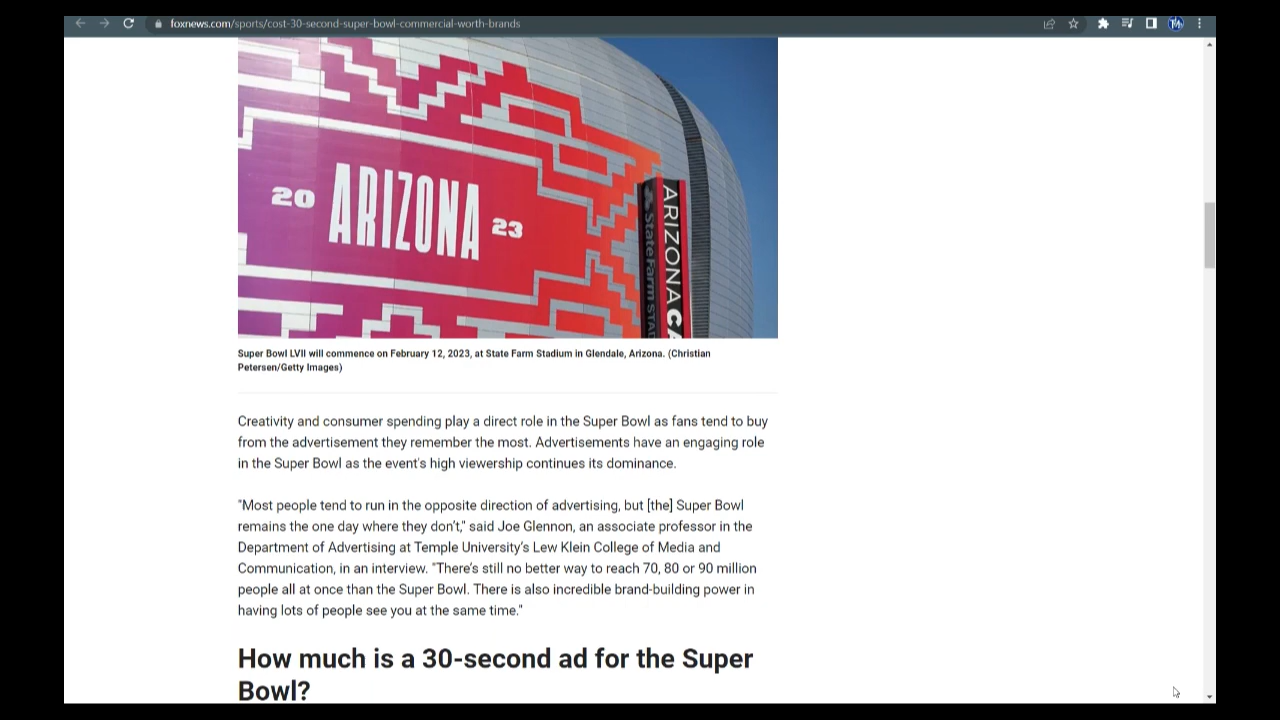 foxnews.com/sports/cost-30-second-super-bowl-commercial-worth-brands
20 ARIZONA 23
ARIZONA CA
State Farm STAD
Super Bowl LVII will commence on February 12, 2023, at State Farm Stadium in Glendale, Arizona. (Christian
Petersen/Getty Images)
Creativity and consumer spending play a direct role in the Super Bowl as fans tend to buy
from the advertisement they remember the most. Advertisements have an engaging role
in the Super Bowl as the event's high viewership continues its dominance.
"Most people tend to run in the opposite direction of advertising, but [the] Super Bowl
remains the one day where they don't," said Joe Glennon, an associate professor in the
Department of Advertising at Temple University's Lew Klein College of Media and
Communication, in an interview. "There's still no better way to reach 70, 80 or 90 million
people all at once than the Super Bowl. There is also incredible brand-building power in
having lots of people see you at the same time."
How much is a 30-second ad for the Super
Bowl?